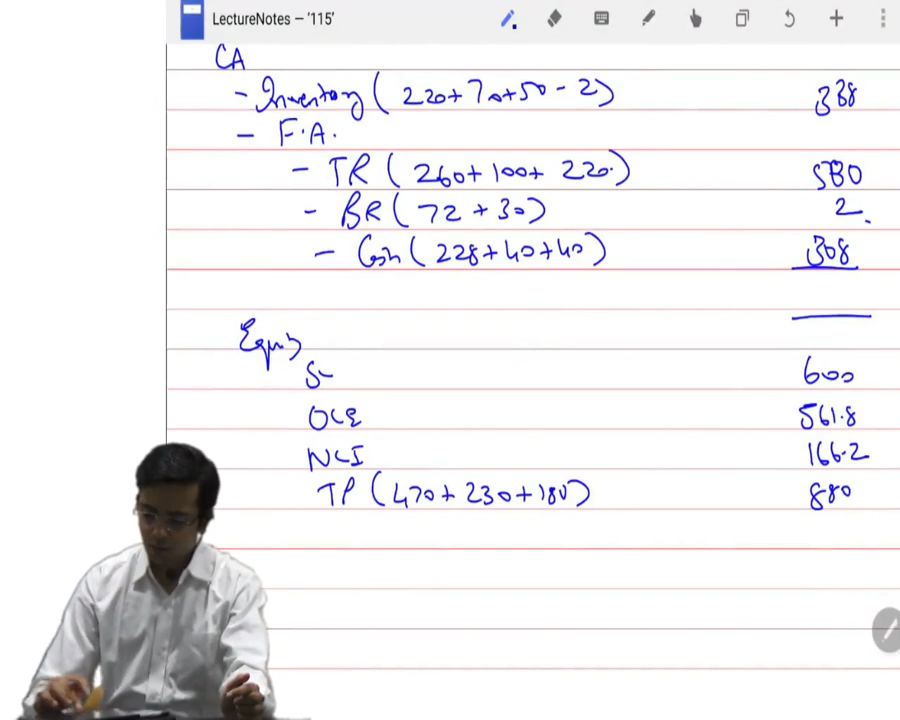 LectureNotes – '115'
CA
- Inventory (220+70+50-2) 338
- F.A.
- TR (260+100+220) 580
- BR (72+30) 2
- Cash (228+40+40) 308
Equity
SC 600
OCE 561.8
NCI 166.2
TP (470+230+180) 880